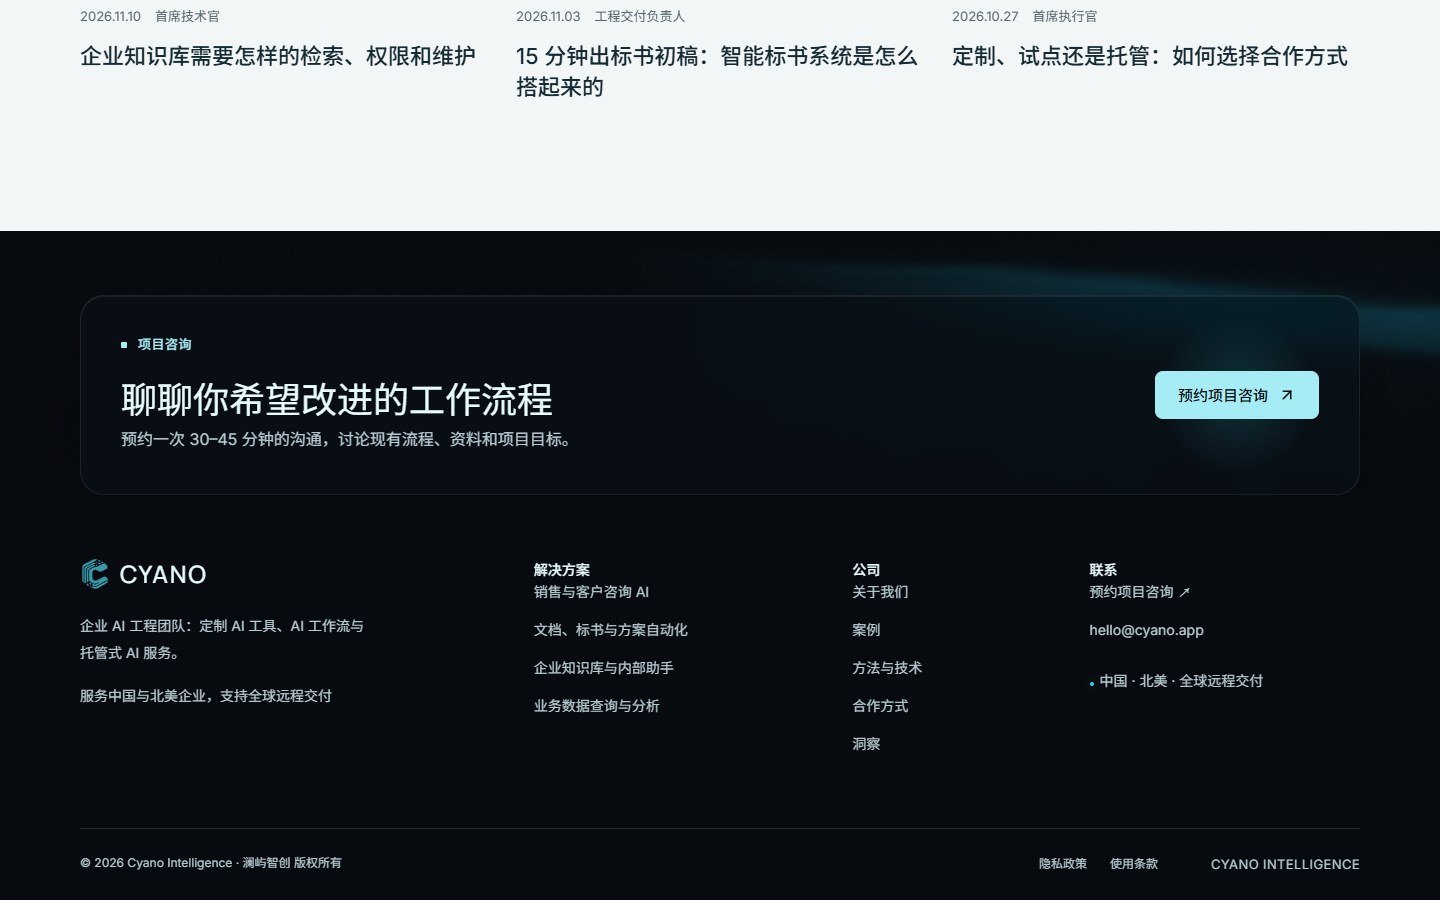 2026.11.10 首席技术官
企业知识库需要怎样的检索、权限和维护
2026.11.03 工程交付负责人
15 分钟出标书初稿：智能标书系统是怎么
搭起来的
2026.10.27 首席执行官
定制、试点还是托管：如何选择合作方式
项目咨询
聊聊你希望改进的工作流程
预约一次 30–45 分钟的沟通，讨论现有流程、资料和项目目标。
预约项目咨询
CYANO
企业 AI 工程团队：定制 AI 工具、AI 工作流与
托管式 AI 服务。
服务中国与北美企业，支持全球远程交付
解决方案
销售与客户咨询 AI
文档、标书与方案自动化
企业知识库与内部助手
业务数据查询与分析
公司
关于我们
案例
方法与技术
合作方式
洞察
联系
预约项目咨询 ↗
hello@cyano.app
中国 · 北美 · 全球远程交付
© 2026 Cyano Intelligence · 澜屿智创 版权所有
隐私政策 使用条款 CYANO INTELLIGENCE